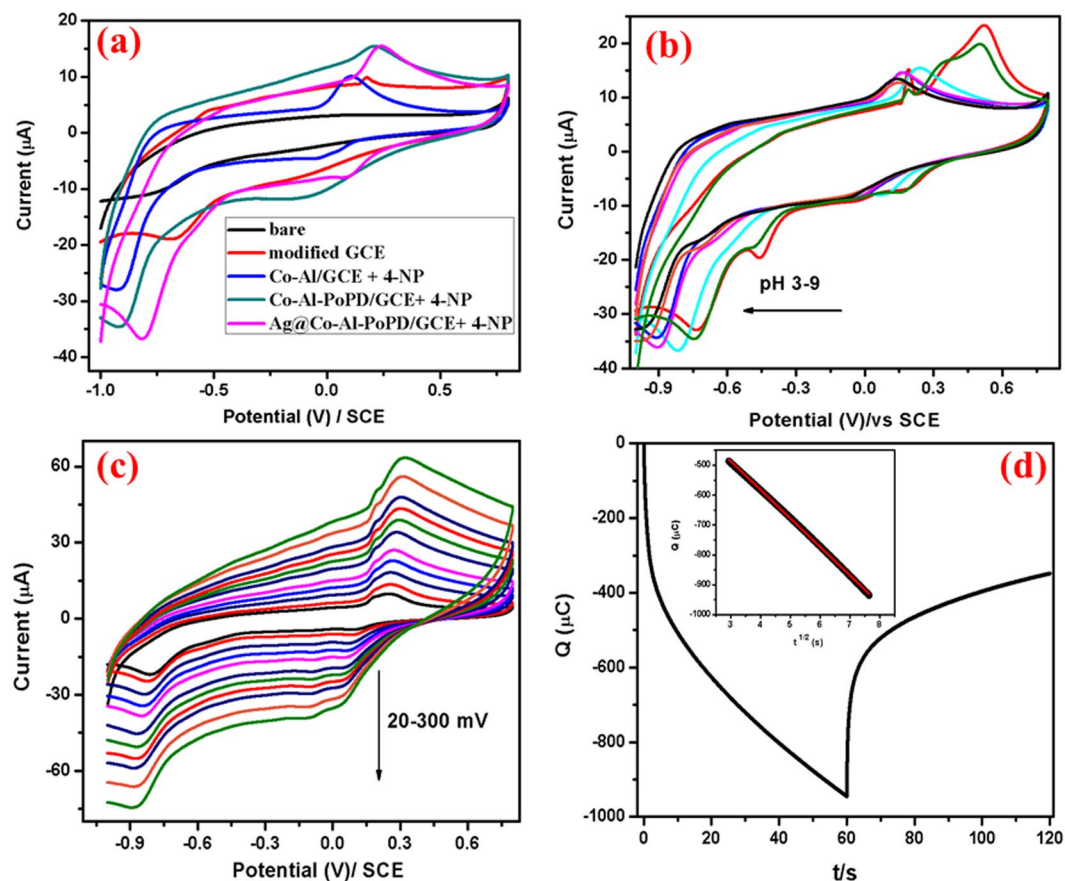 (a)
20
15
10
0
-10
-20
-30
-40
Current (μA)
-1.0
-0.5
0.0
0.5
Potential (V) / SCE
bare
modified GCE
Co-Al/GCE + 4-NP
Co-Al-PoPD/GCE+ 4-NP
Ag@Co-Al-PoPD/GCE+ 4-NP
(b)
20
10
0
-10
-20
-30
-40
Current (μA)
pH 3-9
-0.9
-0.6
-0.3
0.0
0.3
0.6
Potential (V)/vs SCE
(c)
60
30
0
-30
-60
Current (μA)
20-300 mV
-0.9
-0.6
-0.3
0.0
0.3
0.6
Potential (V)/ SCE
(d)
0
-200
-400
-600
-800
-1000
Q (μC)
-500
-600
-700
-800
-900
-1000
Q (μC)
3
4
5
6
7
8
t 1/2 (s)
0
20
40
60
80
100
120
t/s